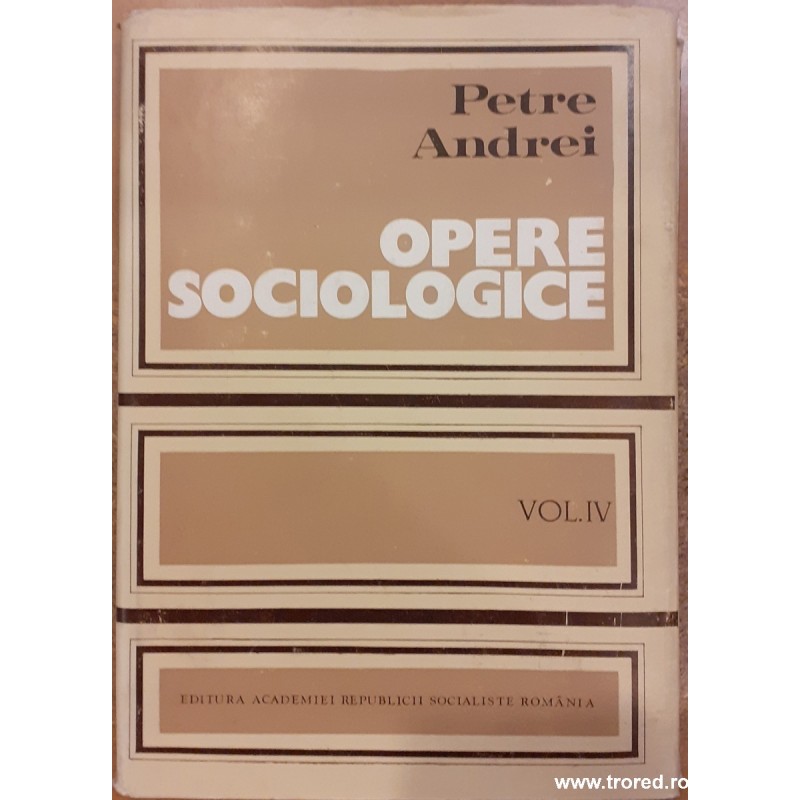 Petre
Andrei
OPERE
SOCIOLOGICE
VOL.IV
EDITURA ACADEMIEI REPUBLICII SOCIALISTE ROMÂNIA
www.trored.ro